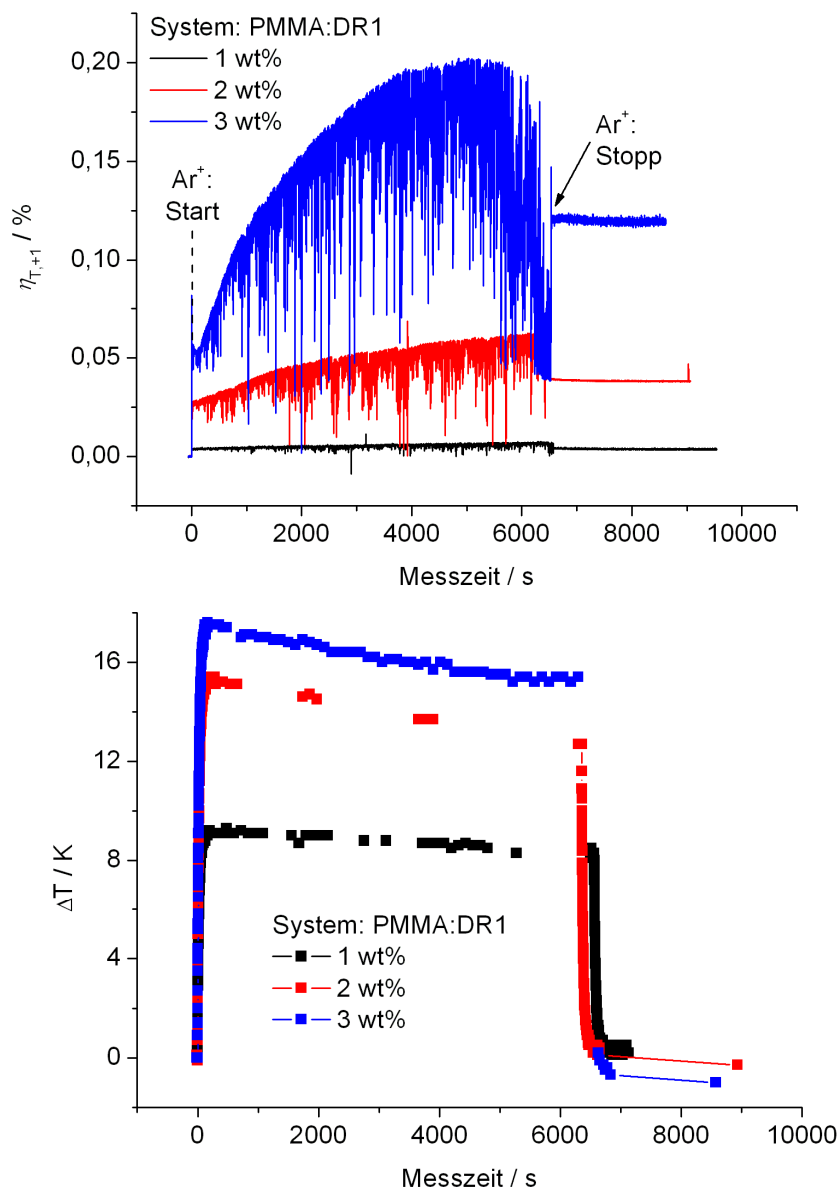 System: PMMA:DR1
1 wt%
2 wt%
3 wt%
Ar⁺:
Start
Ar⁺:
Stopp
0,20
0,15
0,10
0,05
0,00
η_T,+1 / %
0 2000 4000 6000 8000 10000
Messzeit / s
16
12
8
4
0
ΔT / K
System: PMMA:DR1
1 wt%
2 wt%
3 wt%
0 2000 4000 6000 8000 10000
Messzeit / s